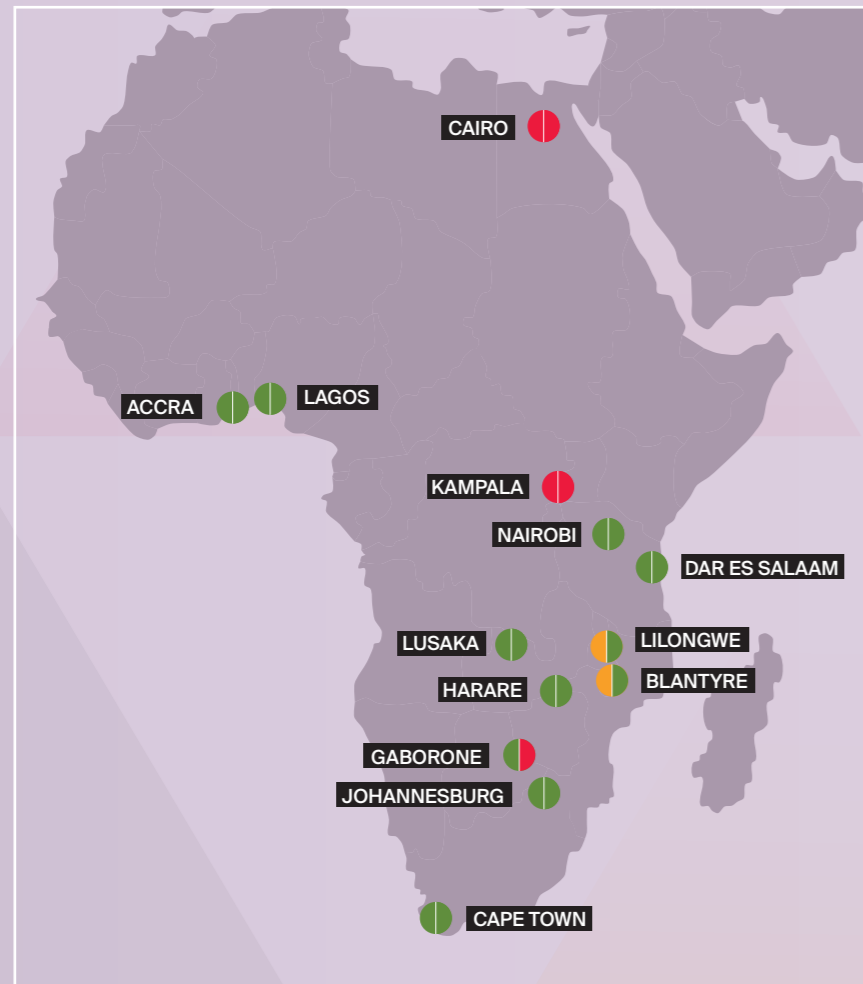 CAIRO
LAGOS
ACCRA
KAMPALA
NAIROBI
DAR ES SALAAM
LUSAKA
LILONGWE
HARARE
BLANTYRE
GABORONE
JOHANNESBURG
CAPE TOWN